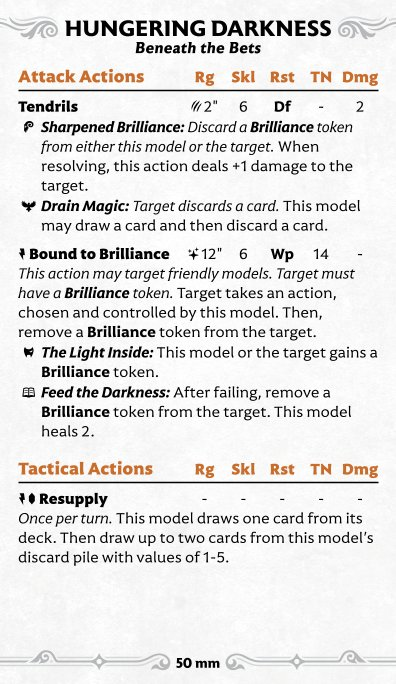 HUNGERING DARKNESS
Beneath the Bets
Attack Actions Rg Skl Rst TN Dmg
Tendrils 2" 6 Df - 2
Sharpened Brilliance: Discard a Brilliance token
from either this model or the target. When
resolving, this action deals +1 damage to the
target.
Drain Magic: Target discards a card. This model
may draw a card and then discard a card.
Bound to Brilliance 12" 6 Wp 14 -
This action may target friendly models. Target must
have a Brilliance token. Target takes an action,
chosen and controlled by this model. Then,
remove a Brilliance token from the target.
The Light Inside: This model or the target gains a
Brilliance token.
Feed the Darkness: After failing, remove a
Brilliance token from the target. This model
heals 2.
Tactical Actions Rg Skl Rst TN Dmg
Resupply - - - - -
Once per turn. This model draws one card from its
deck. Then draw up to two cards from this model's
discard pile with values of 1-5.
50 mm